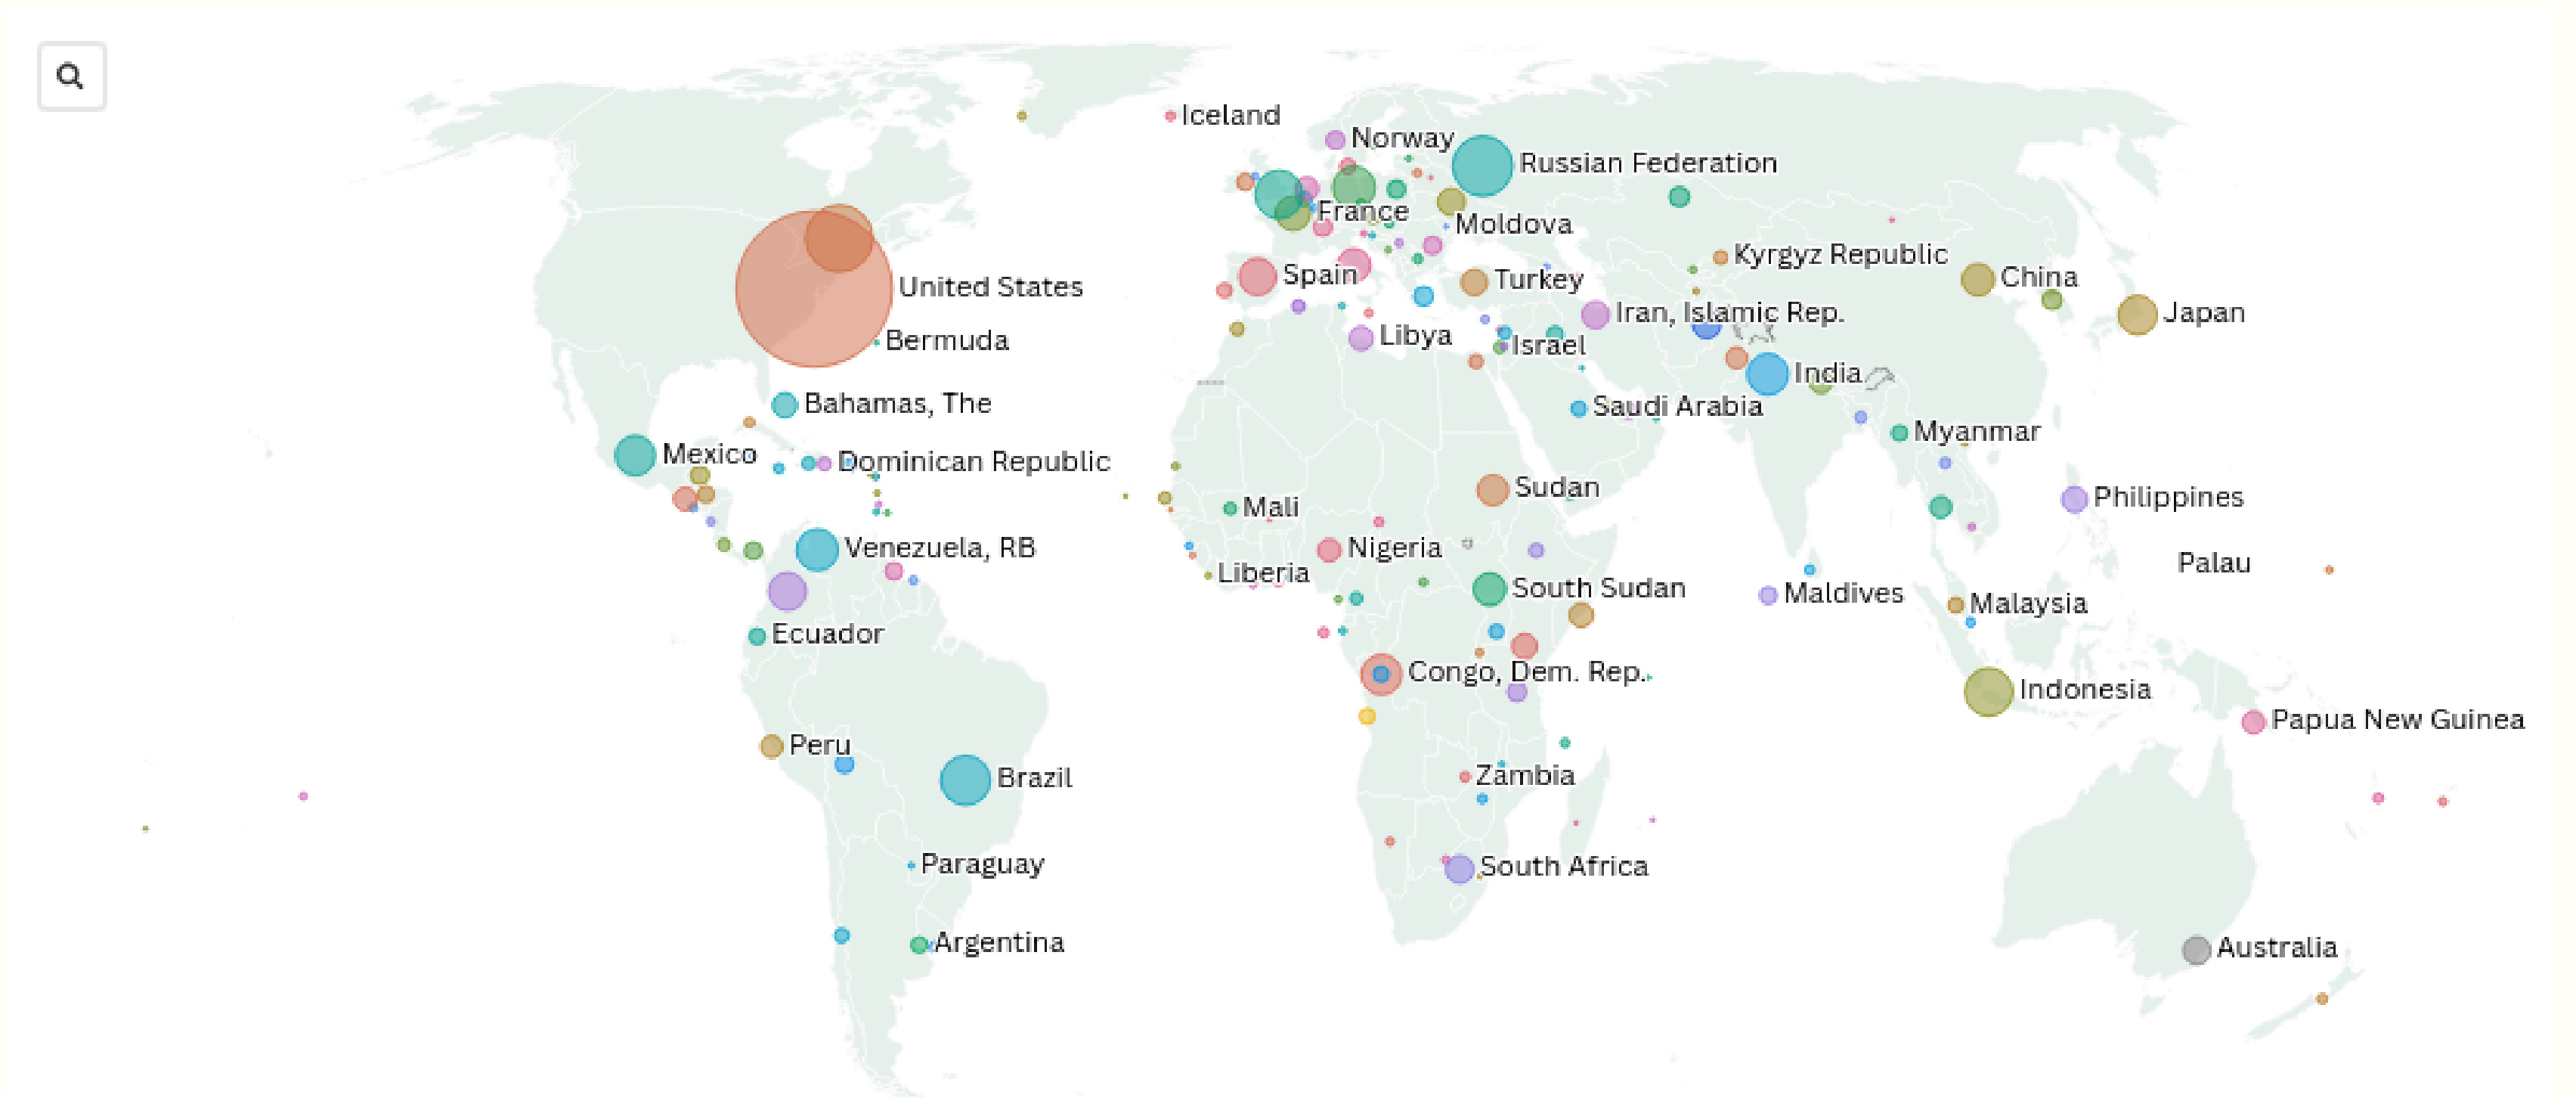 Iceland
Norway
Russian Federation
France
Moldova
Kyrgyz Republic
Spain
Turkey
China
United States
Iran, Islamic Rep.
Japan
Bermuda
Libya
Israel
India
Bahamas, The
Saudi Arabia
Myanmar
Mexico
Dominican Republic
Sudan
Philippines
Mali
Venezuela, RB
Nigeria
Palau
Liberia
South Sudan
Maldives
Malaysia
Ecuador
Congo, Dem. Rep.
Indonesia
Papua New Guinea
Peru
Brazil
Zambia
Paraguay
South Africa
Argentina
Australia